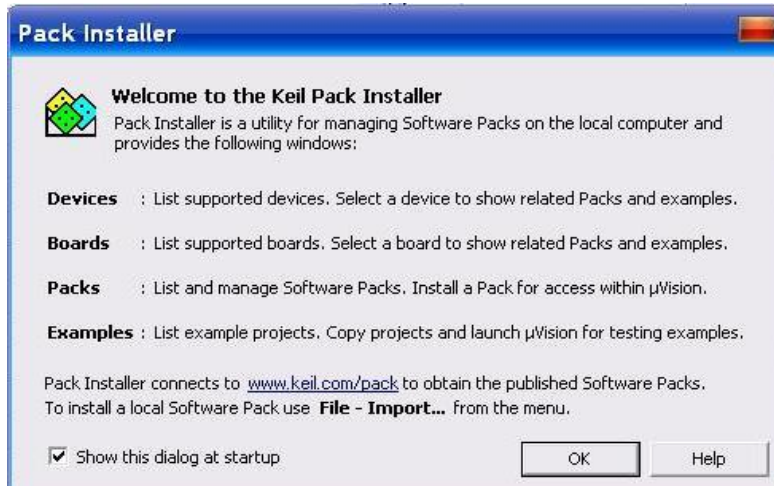 Pack Installer
Welcome to the Keil Pack Installer
Pack Installer is a utility for managing Software Packs on the local computer and
provides the following windows:
Devices : List supported devices. Select a device to show related Packs and examples.
Boards : List supported boards. Select a board to show related Packs and examples.
Packs : List and manage Software Packs. Install a Pack for access within µVision.
Examples : List example projects. Copy projects and launch µVision for testing examples.
Pack Installer connects to www.keil.com/pack to obtain the published Software Packs.
To install a local Software Pack use File - Import... from the menu.
Show this dialog at startup OK Help